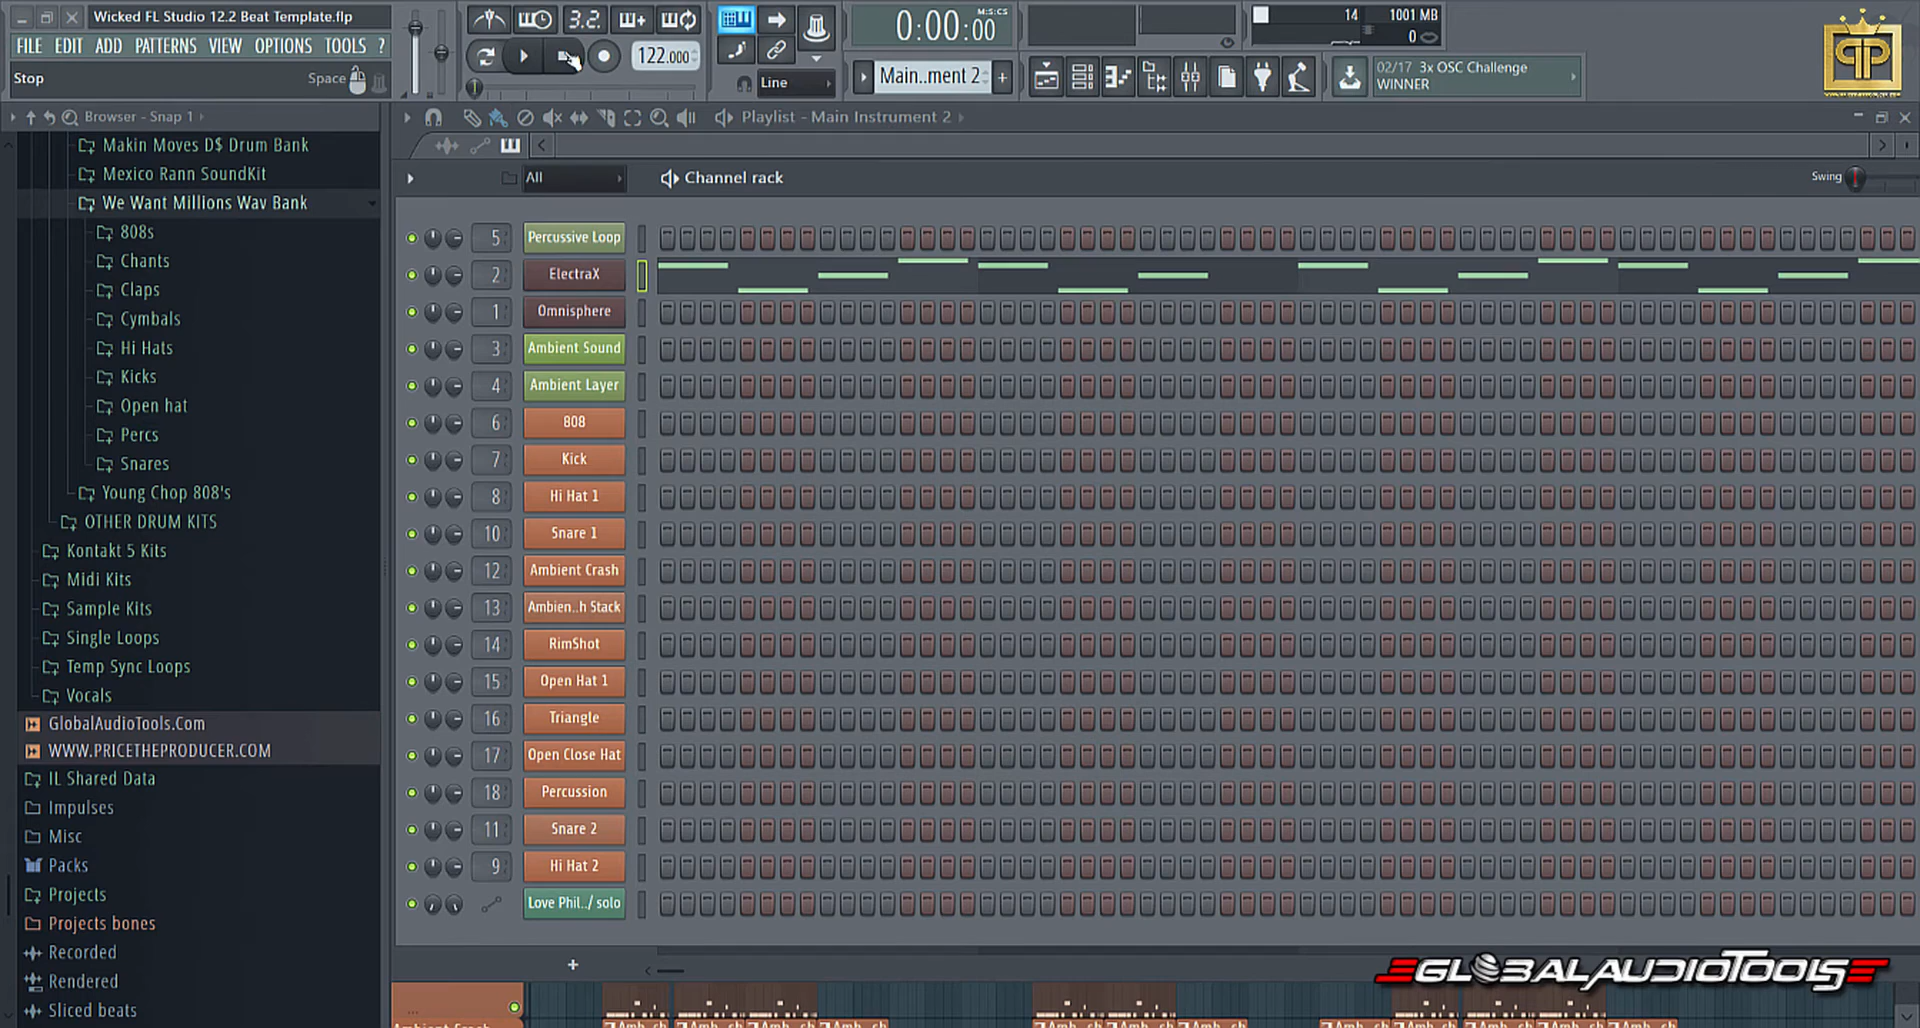 Wicked FL Studio 12.2 Beat Template.flp
FILE EDIT ADD PATTERNS VIEW OPTIONS TOOLS ?
Stop Space
3.2.
122.000
Line
0:00:00
M:S:CS
Main..ment 2
14 1001 MB
0
02/17 3x OSC Challenge
WINNER
Browser - Snap 1
Playlist - Main Instrument 2
All
Channel rack
Swing
Makin Moves D$ Drum Bank
Mexico Rann SoundKit
We Want Millions Wav Bank
808s
Chants
Claps
Cymbals
Hi Hats
Kicks
Open hat
Percs
Snares
Young Chop 808's
OTHER DRUM KITS
Kontakt 5 Kits
Midi Kits
Sample Kits
Single Loops
Temp Sync Loops
Vocals
GlobalAudioTools.Com
WWW.PRICETHEPRODUCER.COM
IL Shared Data
Impulses
Misc
Packs
Projects
Projects bones
Recorded
Rendered
Sliced beats
5 Percussive Loop
2 ElectraX
1 Omnisphere
3 Ambient Sound
4 Ambient Layer
6 808
7 Kick
8 Hi Hat 1
10 Snare 1
12 Ambient Crash
13 Ambien..h Stack
14 RimShot
15 Open Hat 1
16 Triangle
17 Open Close Hat
18 Percussion
11 Snare 2
9 Hi Hat 2
Love Phil../ solo
GLOBALAUDIOTOOLS